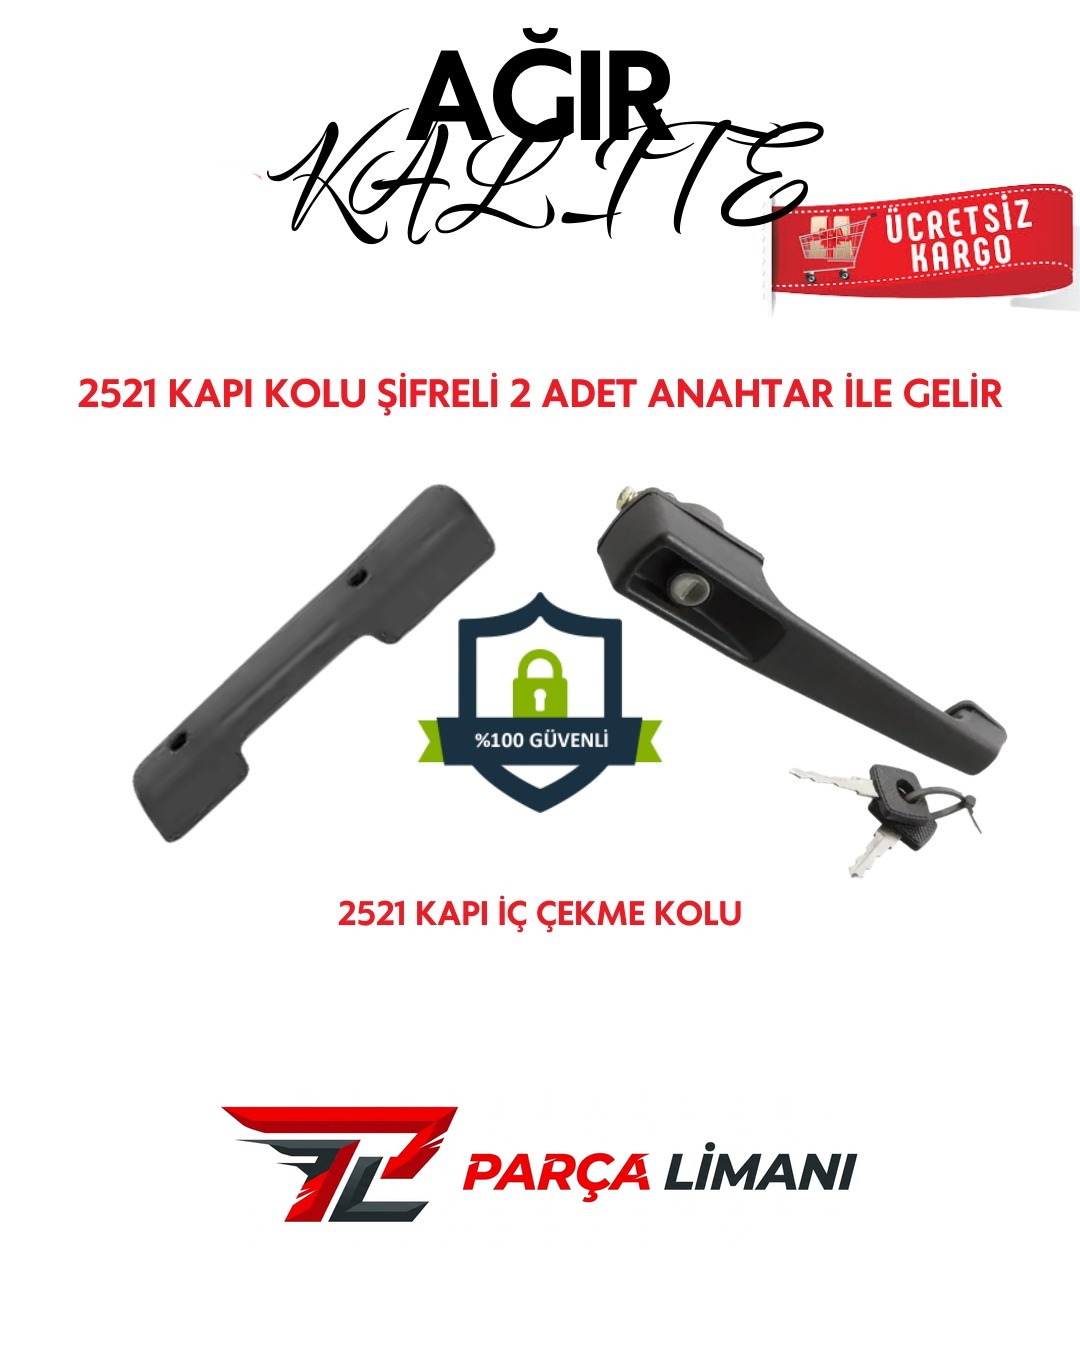 AĞIR
KALİTE
ÜCRETSİZ
KARGO
2521 KAPI KOLU ŞİFRELİ 2 ADET ANAHTAR İLE GELİR
%100 GÜVENLİ
2521 KAPI İÇ ÇEKME KOLU
PARÇA LİMANI